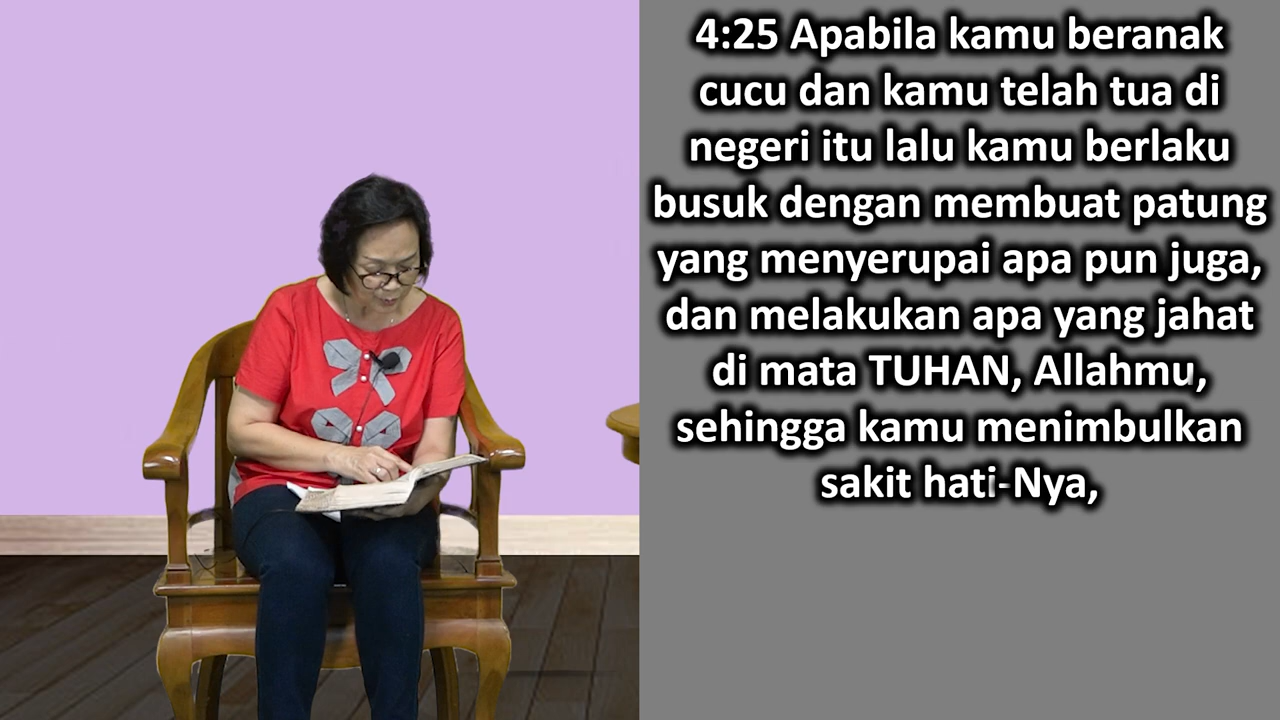 4:25 Apabila kamu beranak
cucu dan kamu telah tua di
negeri itu lalu kamu berlaku
busuk dengan membuat patung
yang menyerupai apa pun juga,
dan melakukan apa yang jahat
di mata TUHAN, Allahmu,
sehingga kamu menimbulkan
sakit hati-Nya,